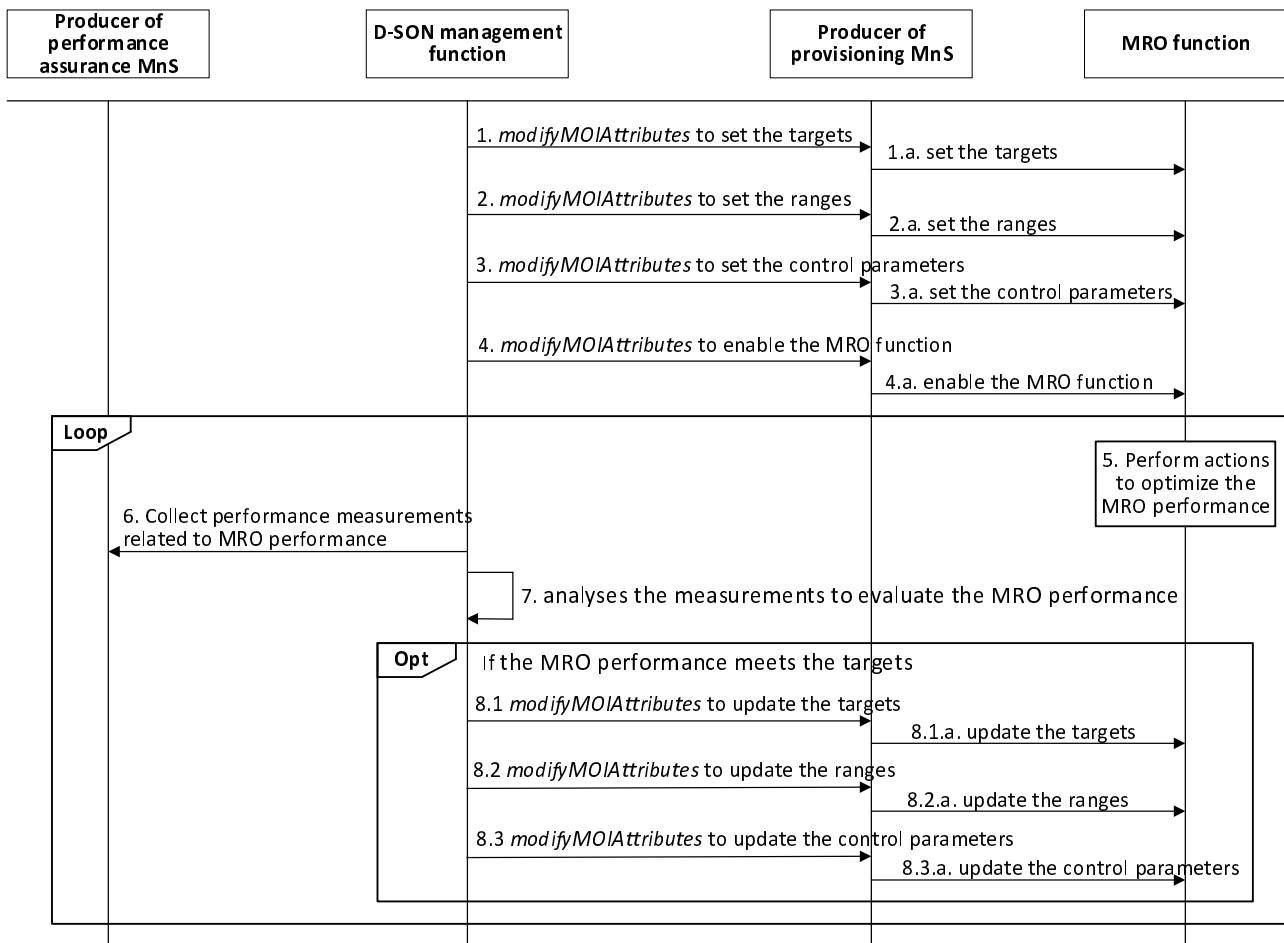 Producer of
performance
assurance MnS
D-SON management
function
Producer of
provisioning MnS
MRO function
1. modifyMOIAttributes to set the targets
1.a. set the targets
2. modifyMOIAttributes to set the ranges
2.a. set the ranges
3. modifyMOIAttributes to set the control parameters
3.a. set the control parameters
4. modifyMOIAttributes to enable the MRO function
4.a. enable the MRO function
Loop
5. Perform actions
to optimize the
MRO performance
6. Collect performance measurements
related to MRO performance
7. analyses the measurements to evaluate the MRO performance
Opt
If the MRO performance meets the targets
8.1 modifyMOIAttributes to update the targets
8.1.a. update the targets
8.2 modifyMOIAttributes to update the ranges
8.2.a. update the ranges
8.3 modifyMOIAttributes to update the control parameters
8.3.a. update the control parameters